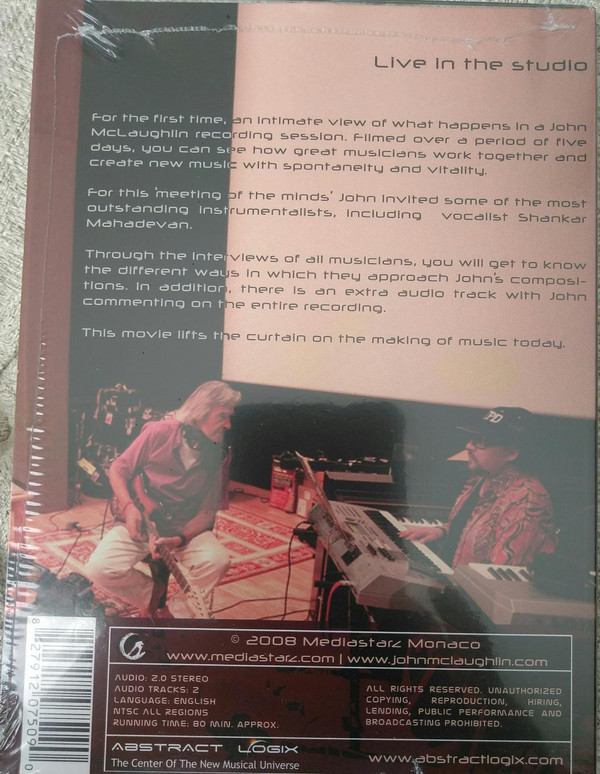 Live in the studio
For the first time, an intimate view of what happens in a John
McLaughlin recording session. Filmed over a period of five
days, you can see how great musicians work together and
create new music with spontaneity and vitality.
For this 'meeting of the minds' John invited some of the most
outstanding instrumentalists, including vocalist Shankar
Mahadevan.
Through the interviews of all musicians, you will get to know
the different ways in which they approach John's composi-
tions. In addition, there is an extra audio track with John
commenting on the entire recording.
This movie lifts the curtain on the making of music today.
PD
© 2008 Mediastarz Monaco
www.mediastarz.com | www.johnmclaughlin.com
AUDIO: 2.0 STEREO
AUDIO TRACKS: 2
LANGUAGE: ENGLISH
NTSC ALL REGIONS
RUNNING TIME: 80 MIN. APPROX.
ALL RIGHTS RESERVED. UNAUTHORIZED
COPYING, REPRODUCTION, HIRING,
LENDING, PUBLIC PERFORMANCE AND
BROADCASTING PROHIBITED.
ABSTRACT LOGIX
The Center Of The New Musical Universe
www.abstractlogix.com
8 27912 07509 0